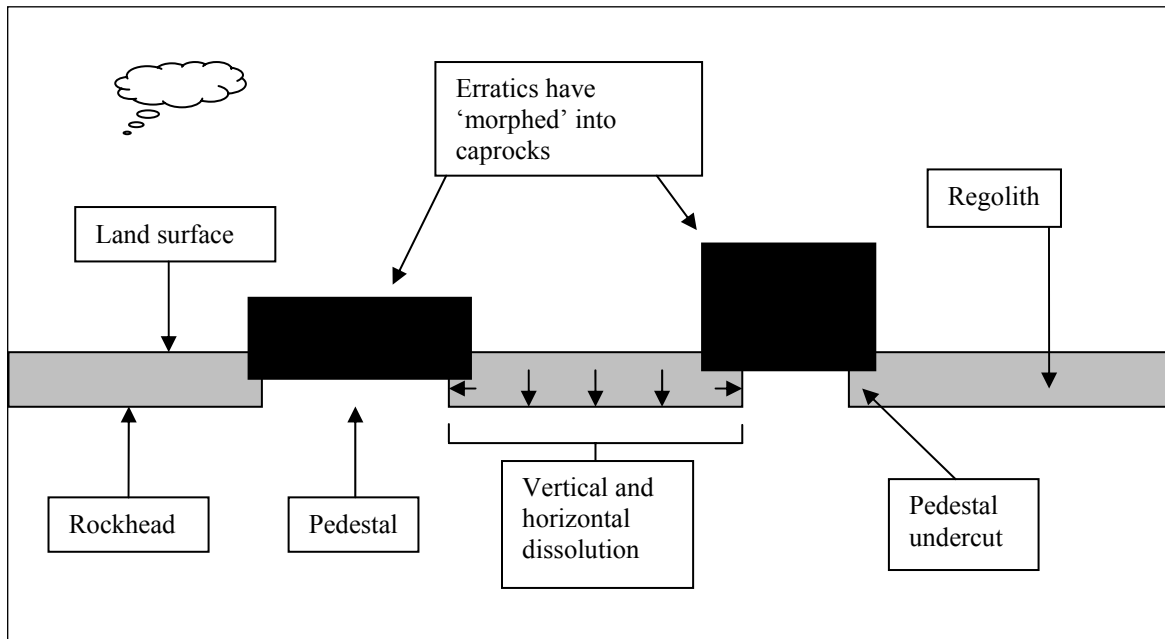 Erratics have
‘morphed’ into
caprocks
Regolith
Land surface
Rockhead
Pedestal
Vertical and
horizontal
dissolution
Pedestal
undercut